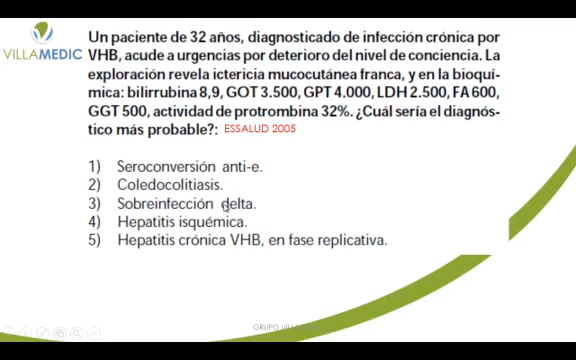 VILLAMEDIC
Un paciente de 32 años, diagnosticado de infección crónica por
VHB, acude a urgencias por deterioro del nivel de conciencia. La
exploración revela ictericia mucocutánea franca, y en la bioquí-
mica: bilirrubina 8,9, GOT 3.500, GPT 4.000, LDH 2.500, FA 600,
GGT 500, actividad de protrombina 32%. ¿Cuál sería el diagnós-
tico más probable?: ESSALUD 2005
1) Seroconversión anti-e.
2) Coledocolitiasis.
3) Sobreinfección delta.
4) Hepatitis isquémica.
5) Hepatitis crónica VHB, en fase replicativa.
GRUPO